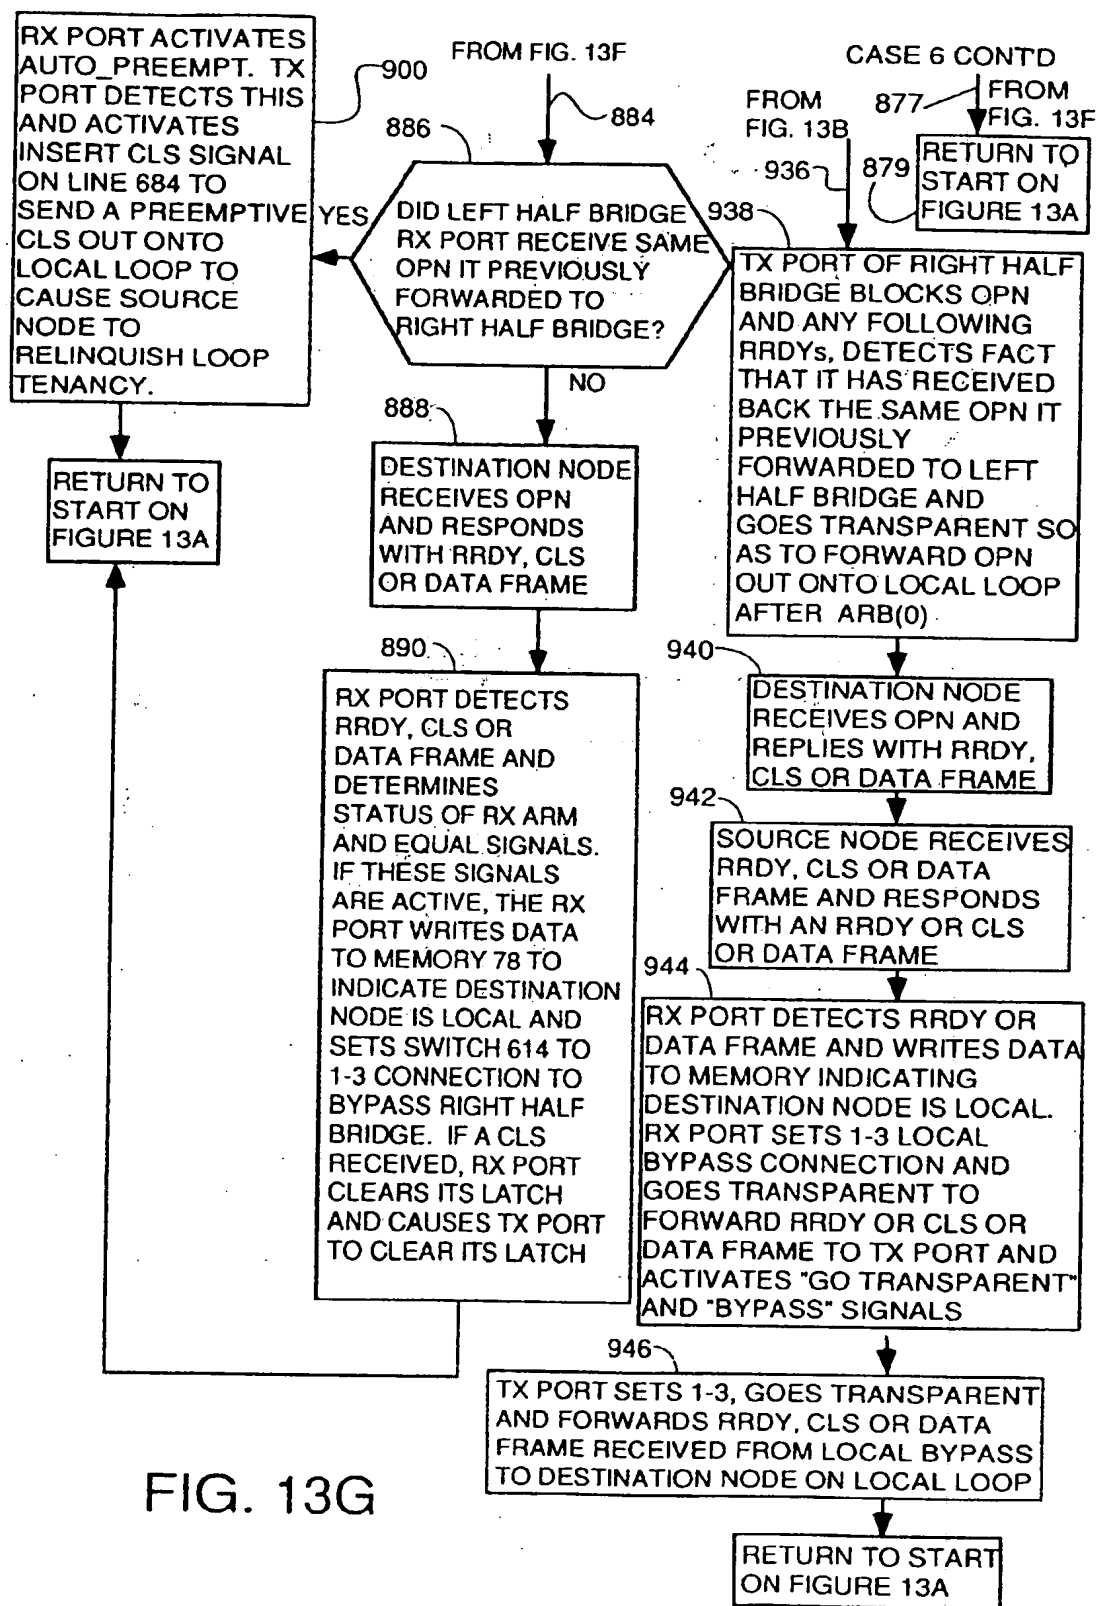 RX PORT ACTIVATES
AUTO_PREEMPT. TX
PORT DETECTS THIS
AND ACTIVATES
INSERT CLS SIGNAL
ON LINE 684 TO
SEND A PREEMPTIVE
CLS OUT ONTO
LOCAL LOOP TO
CAUSE SOURCE
NODE TO
RELINQUISH LOOP
TENANCY.
900
RETURN TO
START ON
FIGURE 13A
FROM FIG. 13F
884
886
DID LEFT HALF BRIDGE
RX PORT RECEIVE SAME
OPN IT PREVIOUSLY
FORWARDED TO
RIGHT HALF BRIDGE?
YES
NO
888
DESTINATION NODE
RECEIVES OPN
AND RESPONDS
WITH RRDY, CLS
OR DATA FRAME
890
RX PORT DETECTS
RRDY, CLS OR
DATA FRAME AND
DETERMINES
STATUS OF RX ARM
AND EQUAL SIGNALS.
IF THESE SIGNALS
ARE ACTIVE, THE RX
PORT WRITES DATA
TO MEMORY 78 TO
INDICATE DESTINATION
NODE IS LOCAL AND
SETS SWITCH 614 TO
1-3 CONNECTION TO
BYPASS RIGHT HALF
BRIDGE. IF A CLS
RECEIVED, RX PORT
CLEARS ITS LATCH
AND CAUSES TX PORT
TO CLEAR ITS LATCH
CASE 6 CONT'D
877
FROM
FIG. 13F
879
RETURN TO
START ON
FIGURE 13A
FROM
FIG. 13B
936
938
TX PORT OF RIGHT HALF
BRIDGE BLOCKS OPN
AND ANY FOLLOWING
RRDYs, DETECTS FACT
THAT IT HAS RECEIVED
BACK THE SAME OPN IT
PREVIOUSLY
FORWARDED TO LEFT
HALF BRIDGE AND
GOES TRANSPARENT SO
AS TO FORWARD OPN
OUT ONTO LOCAL LOOP
AFTER ARB(0)
940
DESTINATION NODE
RECEIVES OPN AND
REPLIES WITH RRDY,
CLS OR DATA FRAME
942
SOURCE NODE RECEIVES
RRDY, CLS OR DATA
FRAME AND RESPONDS
WITH AN RRDY OR CLS
OR DATA FRAME
944
RX PORT DETECTS RRDY OR
DATA FRAME AND WRITES DATA
TO MEMORY INDICATING
DESTINATION NODE IS LOCAL.
RX PORT SETS 1-3 LOCAL
BYPASS CONNECTION AND
GOES TRANSPARENT TO
FORWARD RRDY OR CLS OR
DATA FRAME TO TX PORT AND
ACTIVATES "GO TRANSPARENT"
AND "BYPASS" SIGNALS
946
TX PORT SETS 1-3, GOES TRANSPARENT
AND FORWARDS RRDY, CLS OR DATA
FRAME RECEIVED FROM LOCAL BYPASS
TO DESTINATION NODE ON LOCAL LOOP
RETURN TO START
ON FIGURE 13A
FIG. 13G